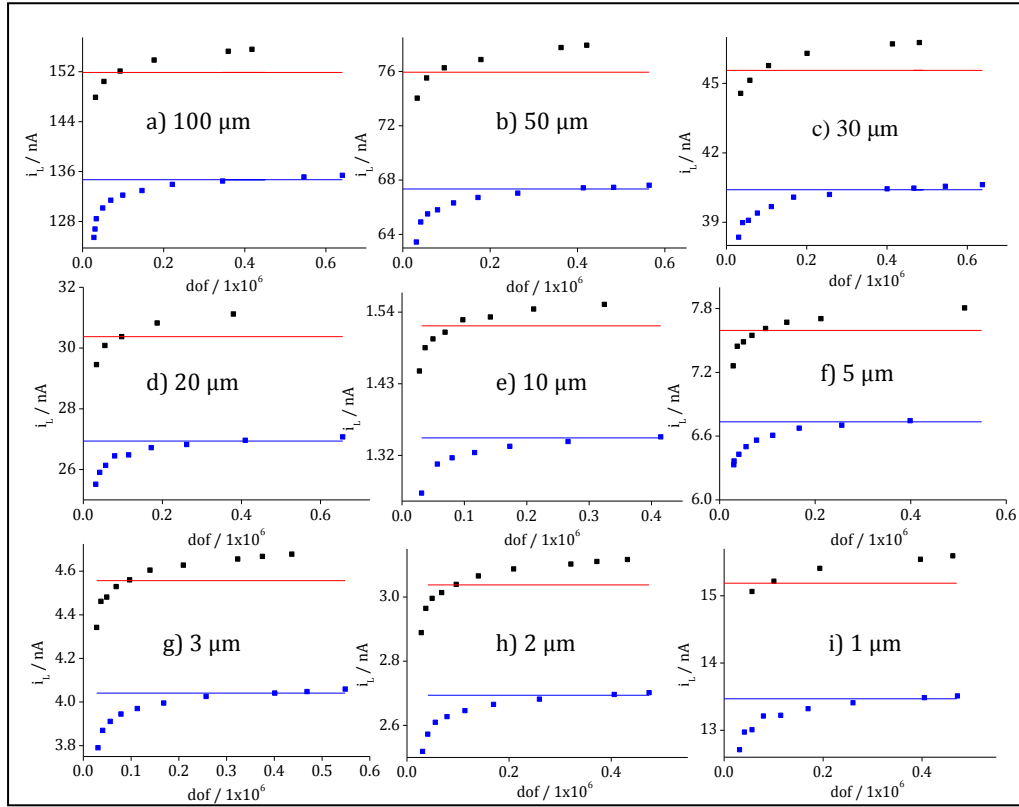 152
144
136
128
i_L / nA
a) 100 µm
0.0 0.2 0.4 0.6
dof / 1x10^6
76
72
68
64
i_L / nA
b) 50 µm
0.0 0.2 0.4 0.6
dof / 1x10^6
45
42
39
i_L / nA
c) 30 µm
0.0 0.2 0.4 0.6
dof / 1x10^6
32
30
28
26
i_L / nA
d) 20 µm
0.0 0.2 0.4 0.6
dof / 1x10^6
1.54
1.43
1.32
i_L / nA
e) 10 µm
0.0 0.1 0.2 0.3 0.4
dof / 1x10^6
7.8
7.2
6.6
6.0
i_L / nA
f) 5 µm
0.0 0.2 0.4 0.6
dof / 1x10^6
4.6
4.4
4.2
4.0
3.8
i_L / nA
g) 3 µm
0.0 0.1 0.2 0.3 0.4 0.5 0.6
dof / 1x10^6
3.0
2.8
2.6
i_L / nA
h) 2 µm
0.0 0.2 0.4
dof / 1x10^6
15
14
13
i_L / nA
i) 1 µm
0.0 0.2 0.4
dof / 1x10^6